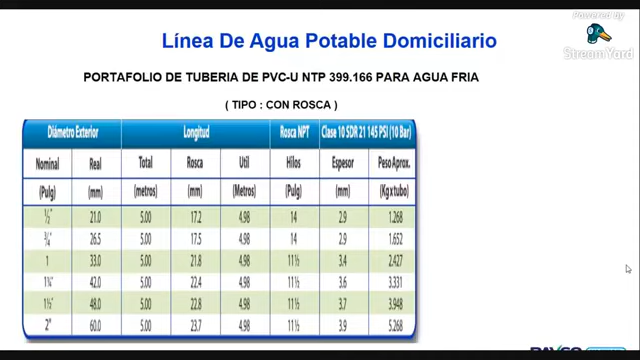 Powered by
StreamYard
Línea De Agua Potable Domiciliario
PORTAFOLIO DE TUBERIA DE PVC-U NTP 399.166 PARA AGUA FRIA
( TIPO : CON ROSCA )
Diámetro Exterior Longitud Rosca NPT Clase 10 SDR 21 145 PSI (10 Bar)
Nominal Real Total Rosca Util Hilos Espesor Peso Aprox.
(Pulg) (mm) (metros) (mm) (Metros) (Pulg) (mm) (Kg x tubo)
½" 21.0 5.00 17.2 4.98 14 2.9 1.268
¾" 26.5 5.00 17.5 4.98 14 2.9 1.652
1 33.0 5.00 21.8 4.98 11½ 3.4 2.427
1¼" 42.0 5.00 22.4 4.98 11½ 3.6 3.331
1½" 48.0 5.00 22.8 4.98 11½ 3.7 3.948
2" 60.0 5.00 23.7 4.98 11½ 3.9 5.268